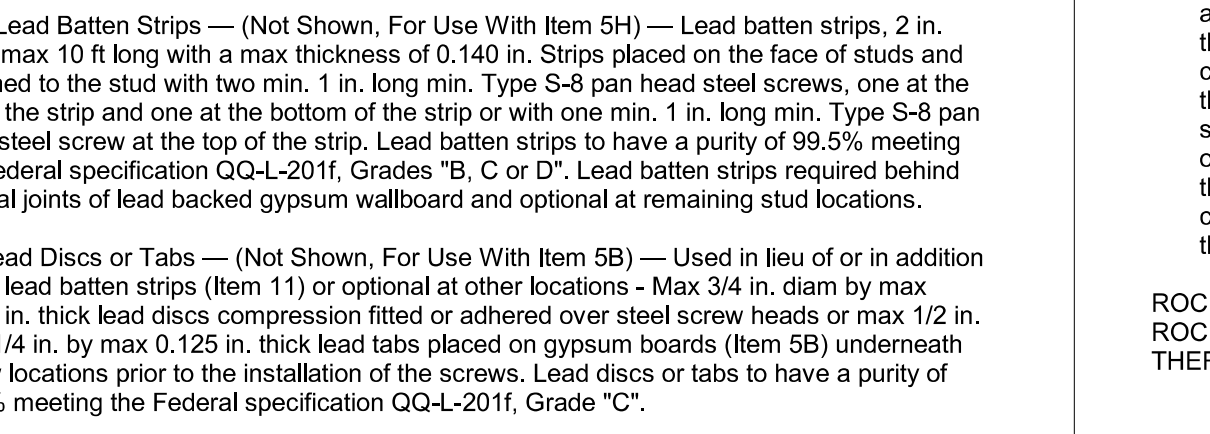 Lead Batten Strips — (Not Shown, For Use With Item 5H) — Lead batten strips, 2 in.
max 10 ft long with a max thickness of 0.140 in. Strips placed on the face of studs and
to the stud with two min. 1 in. long min. Type S-8 pan head steel screws, one at the
the strip and one at the bottom of the strip or with one min. 1 in. long min. Type S-8 pan
steel screw at the top of the strip. Lead batten strips to have a purity of 99.5% meeting
specification QQ-L-201f, Grades "B, C or D". Lead batten strips required behind
joints of lead backed gypsum wallboard and optional at remaining stud locations.
Discs or Tabs — (Not Shown, For Use With Item 5B) — Used in lieu of or in addition
lead batten strips (Item 11) or optional at other locations - Max 3/4 in. diam by max
in. thick lead discs compression fitted or adhered over steel screw heads or max 1/2 in.
in. by max 0.125 in. thick lead tabs placed on gypsum boards (Item 5B) underneath
locations prior to the installation of the screws. Lead discs or tabs to have a purity of
meeting the Federal specification QQ-L-201f, Grade "C".
ROC
ROC